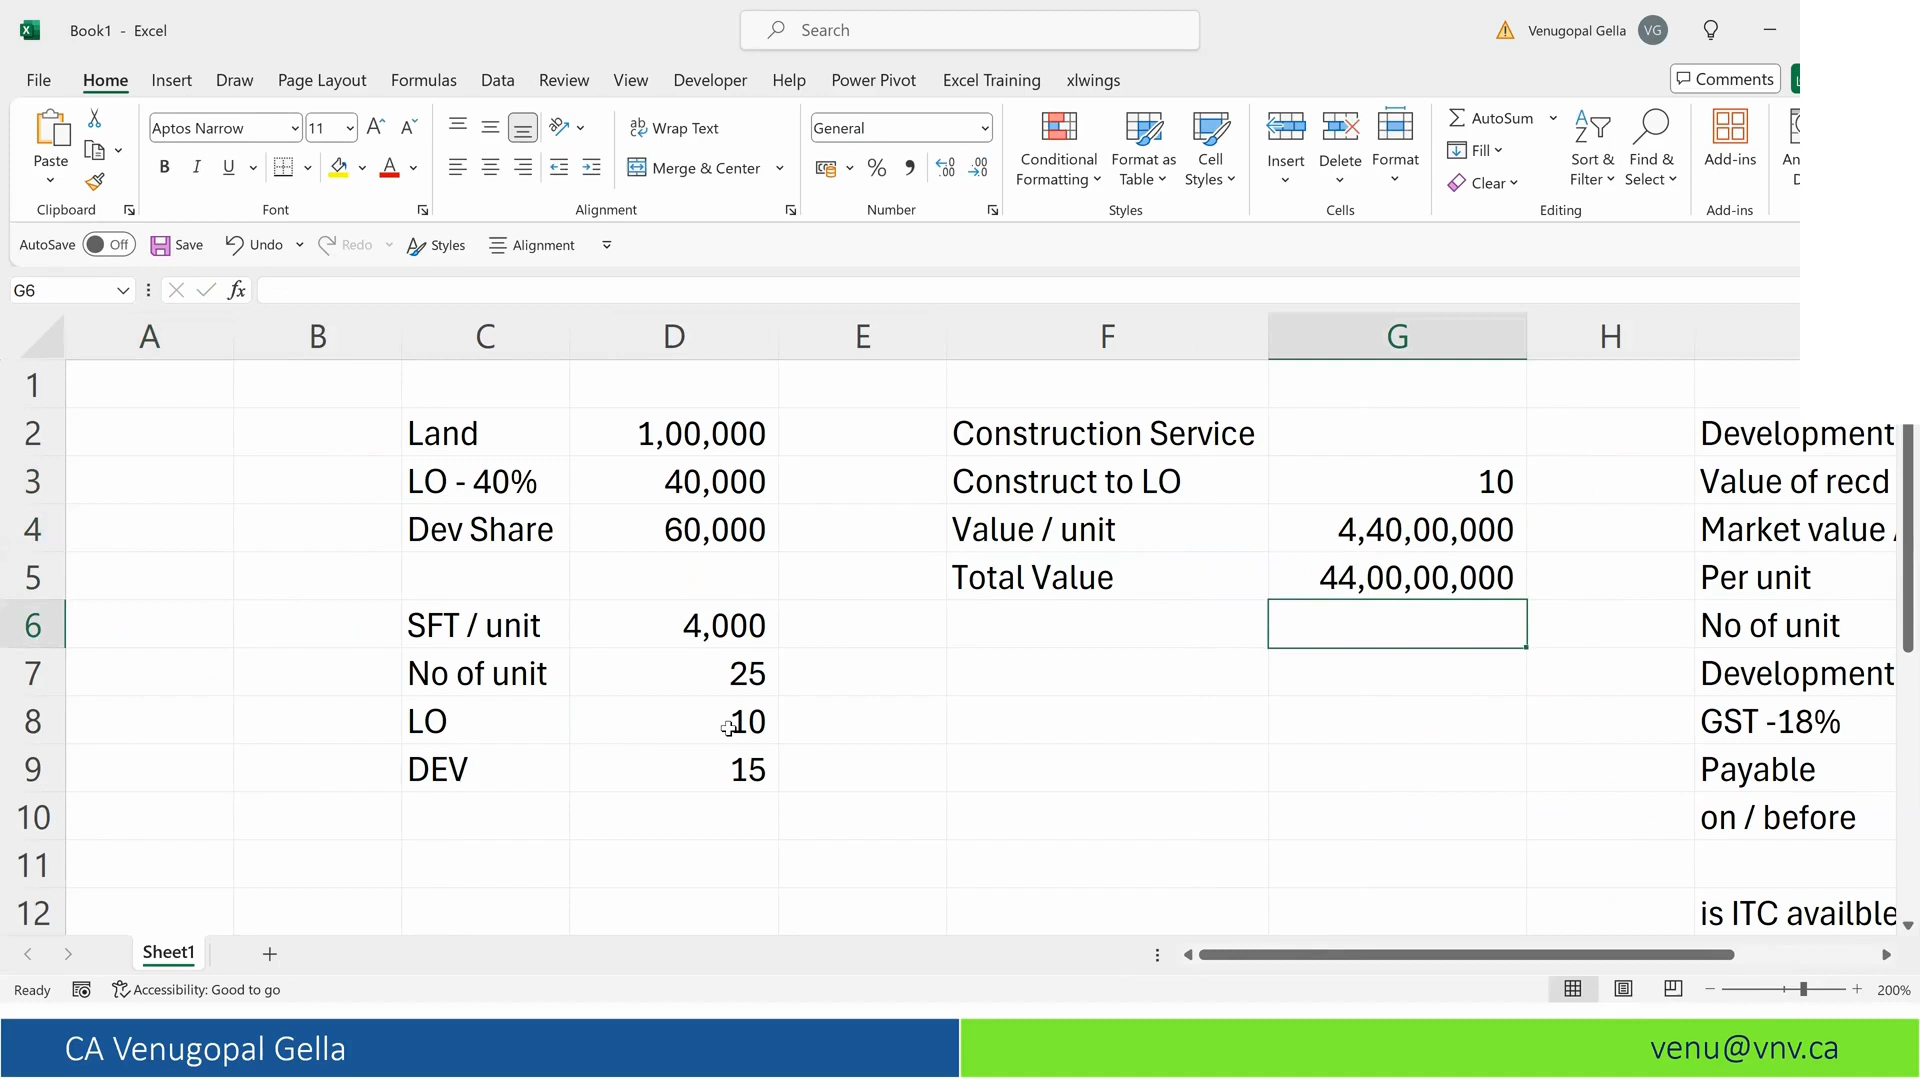 Book1 - Excel
Search
Venugopal Gella VG
File Home Insert Draw Page Layout Formulas Data Review View Developer Help Power Pivot Excel Training xlwings
Comments
Aptos Narrow 11
Wrap Text
General
AutoSum
Paste
B I U
Merge & Center
Conditional Formatting
Format as Table
Cell Styles
Insert
Delete
Format
Fill
Clear
Sort & Filter
Find & Select
Add-ins
Clipboard Font Alignment Number Styles Cells Editing Add-ins
AutoSave Off Save Undo Redo Styles Alignment
G6 fx
A B C D E F G H
1
2 Land 1,00,000 Construction Service Development
3 LO - 40% 40,000 Construct to LO 10 Value of recd
4 Dev Share 60,000 Value / unit 4,40,00,000 Market value
5 Total Value 44,00,00,000 Per unit
6 SFT / unit 4,000 No of unit
7 No of unit 25 Development
8 LO 10 GST -18%
9 DEV 15 Payable
10 on / before
11
12 is ITC availble
Sheet1
Ready Accessibility: Good to go 200%
CA Venugopal Gella venu@vnv.ca